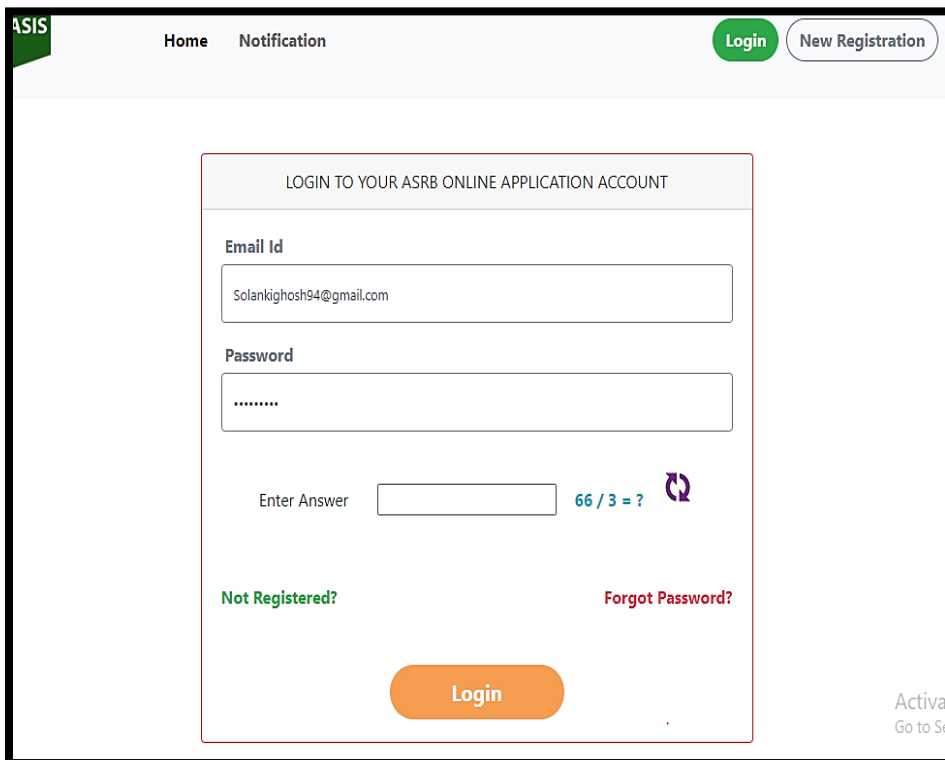 ASIS
Home Notification Login New Registration
LOGIN TO YOUR ASRB ONLINE APPLICATION ACCOUNT
Email Id
Solankighosh94@gmail.com
Password
•••••••••
Enter Answer 66 / 3 = ?
Not Registered? Forgot Password?
Login
Activa
Go to Se